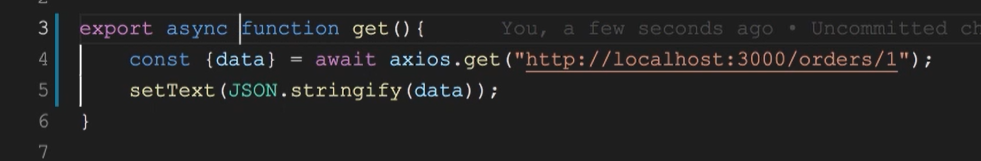 3 export async function get(){ You, a few seconds ago • Uncommitted ch
4 const {data} = await axios.get("http://localhost:3000/orders/1");
5 setText(JSON.stringify(data));
6 }
7